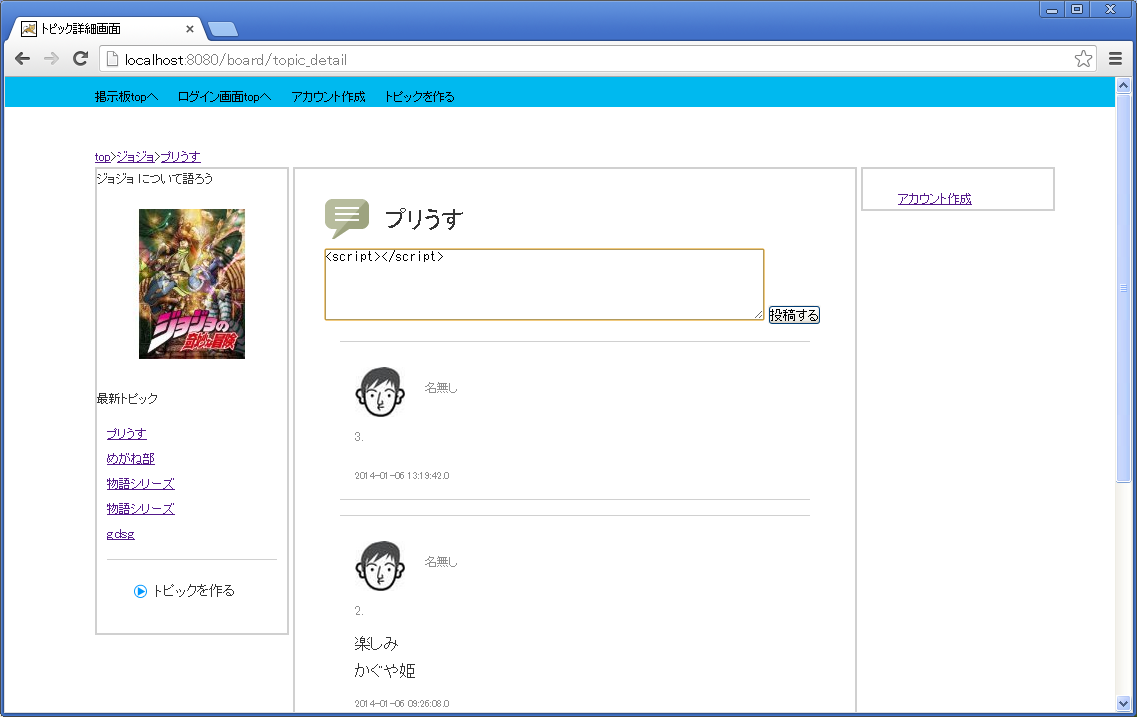 トピック詳細画面
localhost:8080/board/topic_detail
掲示板topへ ログイン画面topへ アカウント作成 トピックを作る
top>ジョジョ>プリうす
ジョジョ について語ろう
ジョジョの
奇妙な冒険
最新トピック
プリうす
めがね部
物語シリーズ
物語シリーズ
gdsg
トピックを作る
プリうす
<script></script>
投稿する
名無し
3.
2014-01-06 13:19:42.0
名無し
2.
楽しみ
かぐや姫
2014-01-06 09:26:08.0
アカウント作成